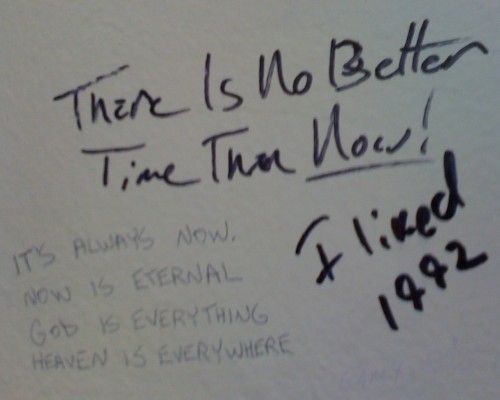 There Is No Better
Time Than Now!
I liked
1992
IT'S ALWAYS NOW.
NOW IS ETERNAL
GOD IS EVERYTHING
HEAVEN IS EVERYWHERE